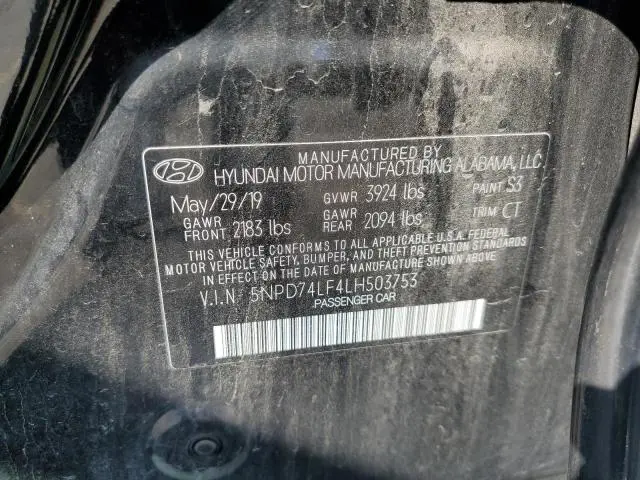 MANUFACTURED BY
HYUNDAI MOTOR MANUFACTURING ALABAMA, LLC
May/29/19 GVWR 3924 lbs PAINT S3
GAWR FRONT 2183 lbs GAWR REAR 2094 lbs TRIM CT
THIS VEHICLE CONFORMS TO ALL APPLICABLE U.S.A. FEDERAL
MOTOR VEHICLE SAFETY, BUMPER, AND THEFT PREVENTION STANDARDS
IN EFFECT ON THE DATE OF MANUFACTURE SHOWN ABOVE.
V.I.N. 5NPD74LF4LH503753
PASSENGER CAR